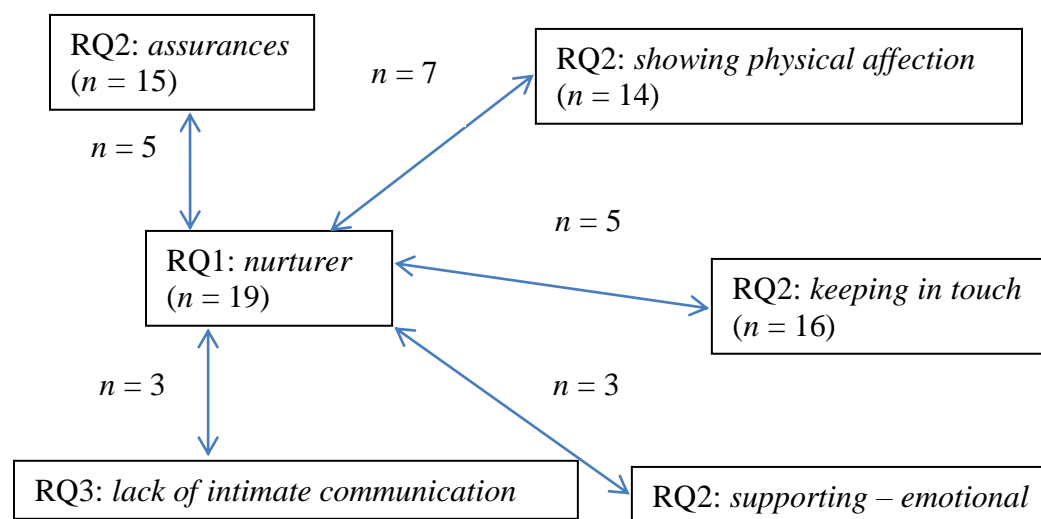 RQ2: assurances
(n = 15)
n = 7
RQ2: showing physical affection
(n = 14)
n = 5
n = 5
RQ1: nurturer
(n = 19)
RQ2: keeping in touch
(n = 16)
n = 3
n = 3
RQ3: lack of intimate communication
RQ2: supporting – emotional